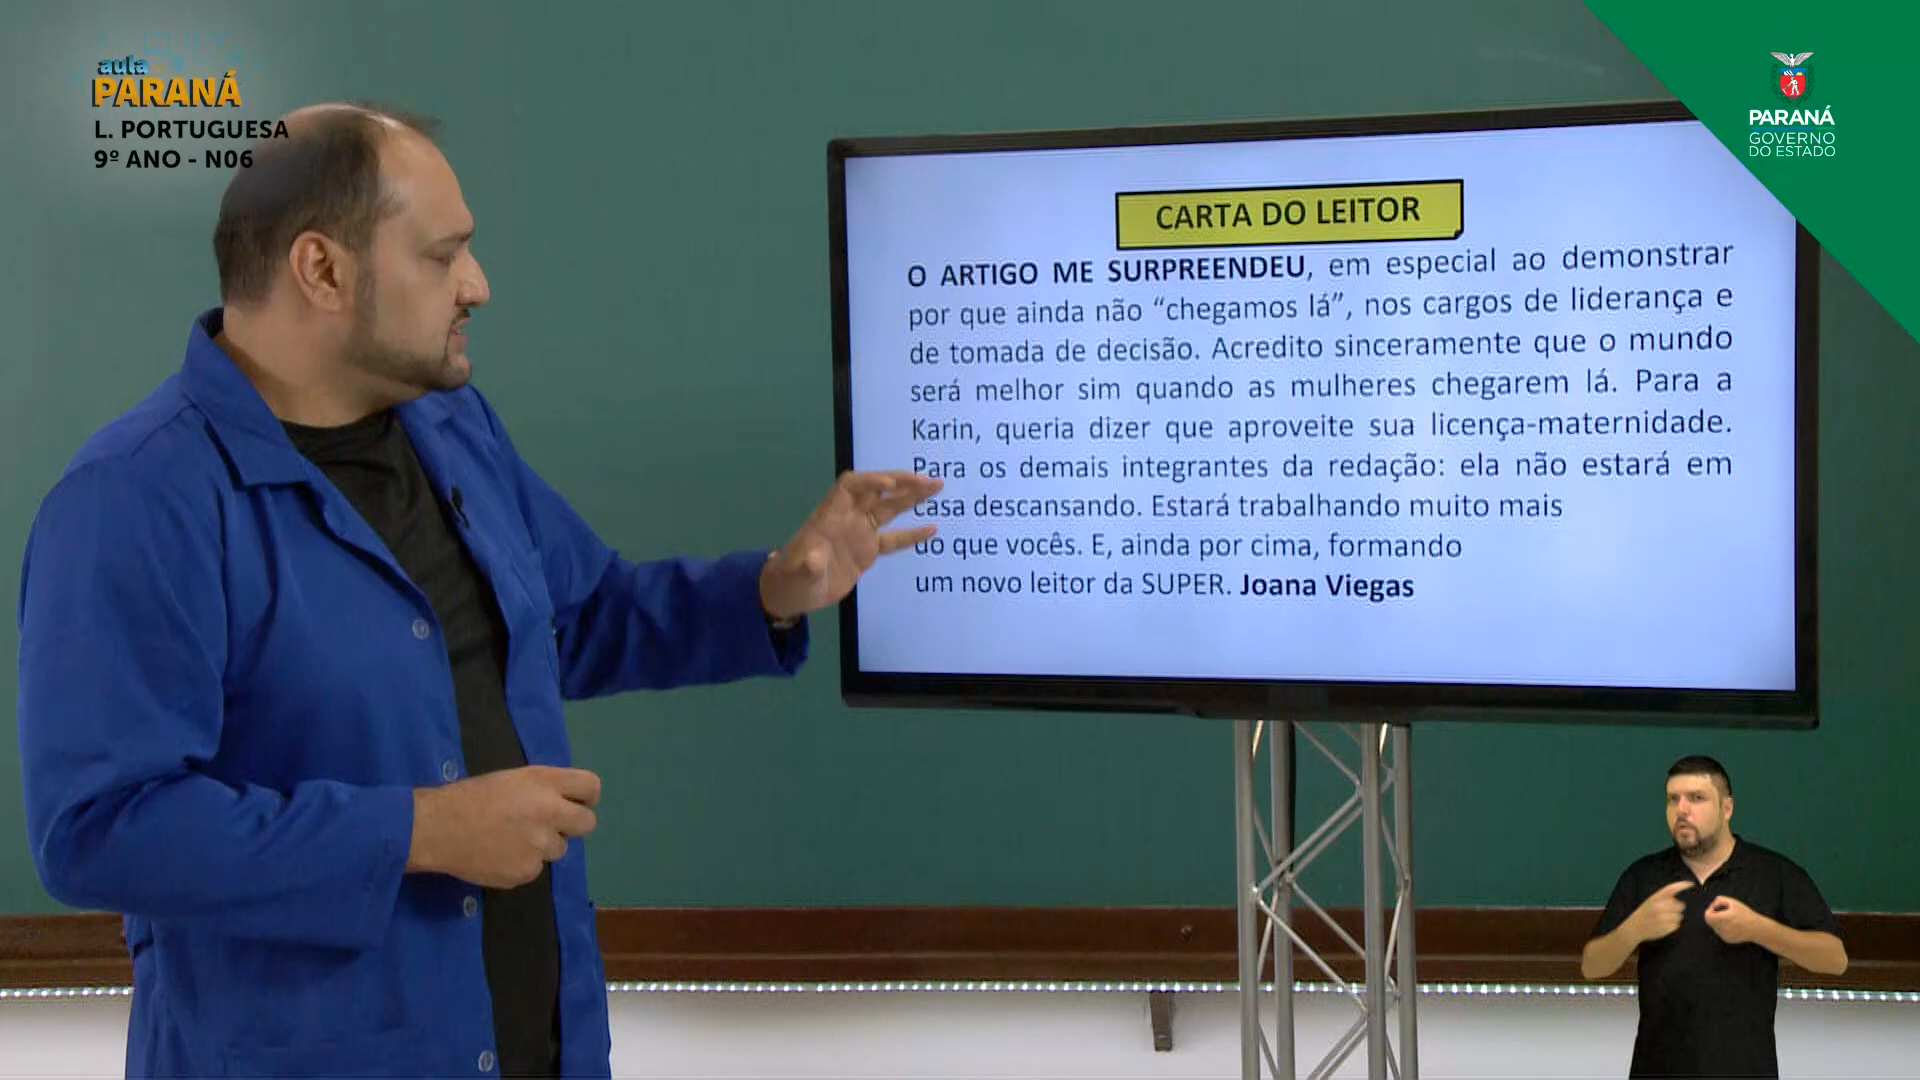 aula
PARANÁ
L. PORTUGUESA
9º ANO - N06
PARANÁ
GOVERNO
DO ESTADO
CARTA DO LEITOR
O ARTIGO ME SURPREENDEU, em especial ao demonstrar
por que ainda não “chegamos lá”, nos cargos de liderança e
de tomada de decisão. Acredito sinceramente que o mundo
será melhor sim quando as mulheres chegarem lá. Para a
Karin, queria dizer que aproveite sua licença-maternidade.
Para os demais integrantes da redação: ela não estará em
casa descansando. Estará trabalhando muito mais
do que vocês. E, ainda por cima, formando
um novo leitor da SUPER. Joana Viegas